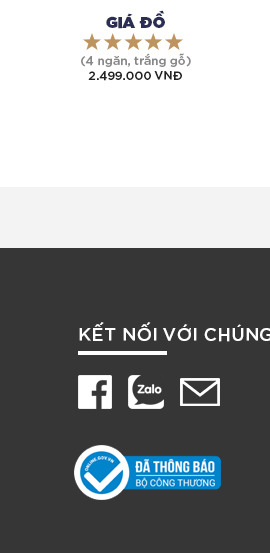 GIÁ ĐỒ
(4 ngăn, trắng gỗ)
2.499.000 VNĐ
KẾT NỐI VỚI CHÚNG
Zalo
ONLINE.GOV.VN
ĐÃ THÔNG BÁO
BỘ CÔNG THƯƠNG